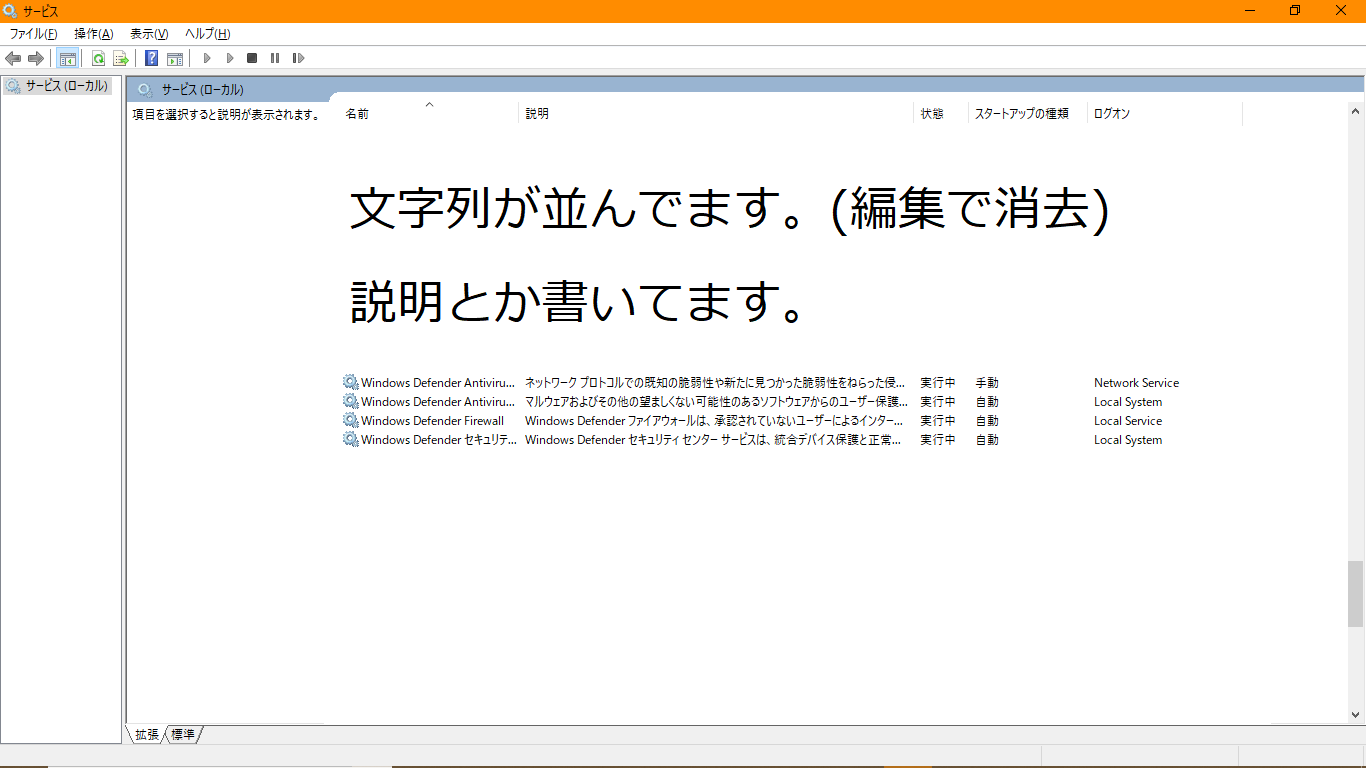 サービス
ファイル(F) 操作(A) 表示(V) ヘルプ(H)
サービス (ローカル)
サービス (ローカル)
項目を選択すると説明が表示されます。
名前 説明 状態 スタートアップの種類 ログオン
文字列が並んでます。(編集で消去)
説明とか書いてます。
Windows Defender Antiviru... ネットワーク プロトコルでの既知の脆弱性や新たに見つかった脆弱性をねらった侵... 実行中 手動 Network Service
Windows Defender Antiviru... マルウェアおよびその他の望ましくない可能性のあるソフトウェアからのユーザー保護... 実行中 自動 Local System
Windows Defender Firewall Windows Defender ファイアウォールは、承認されていないユーザーによるインター... 実行中 自動 Local Service
Windows Defender セキュリテ... Windows Defender セキュリティ センター サービスは、統合デバイス保護と正常... 実行中 自動 Local System
拡張 標準